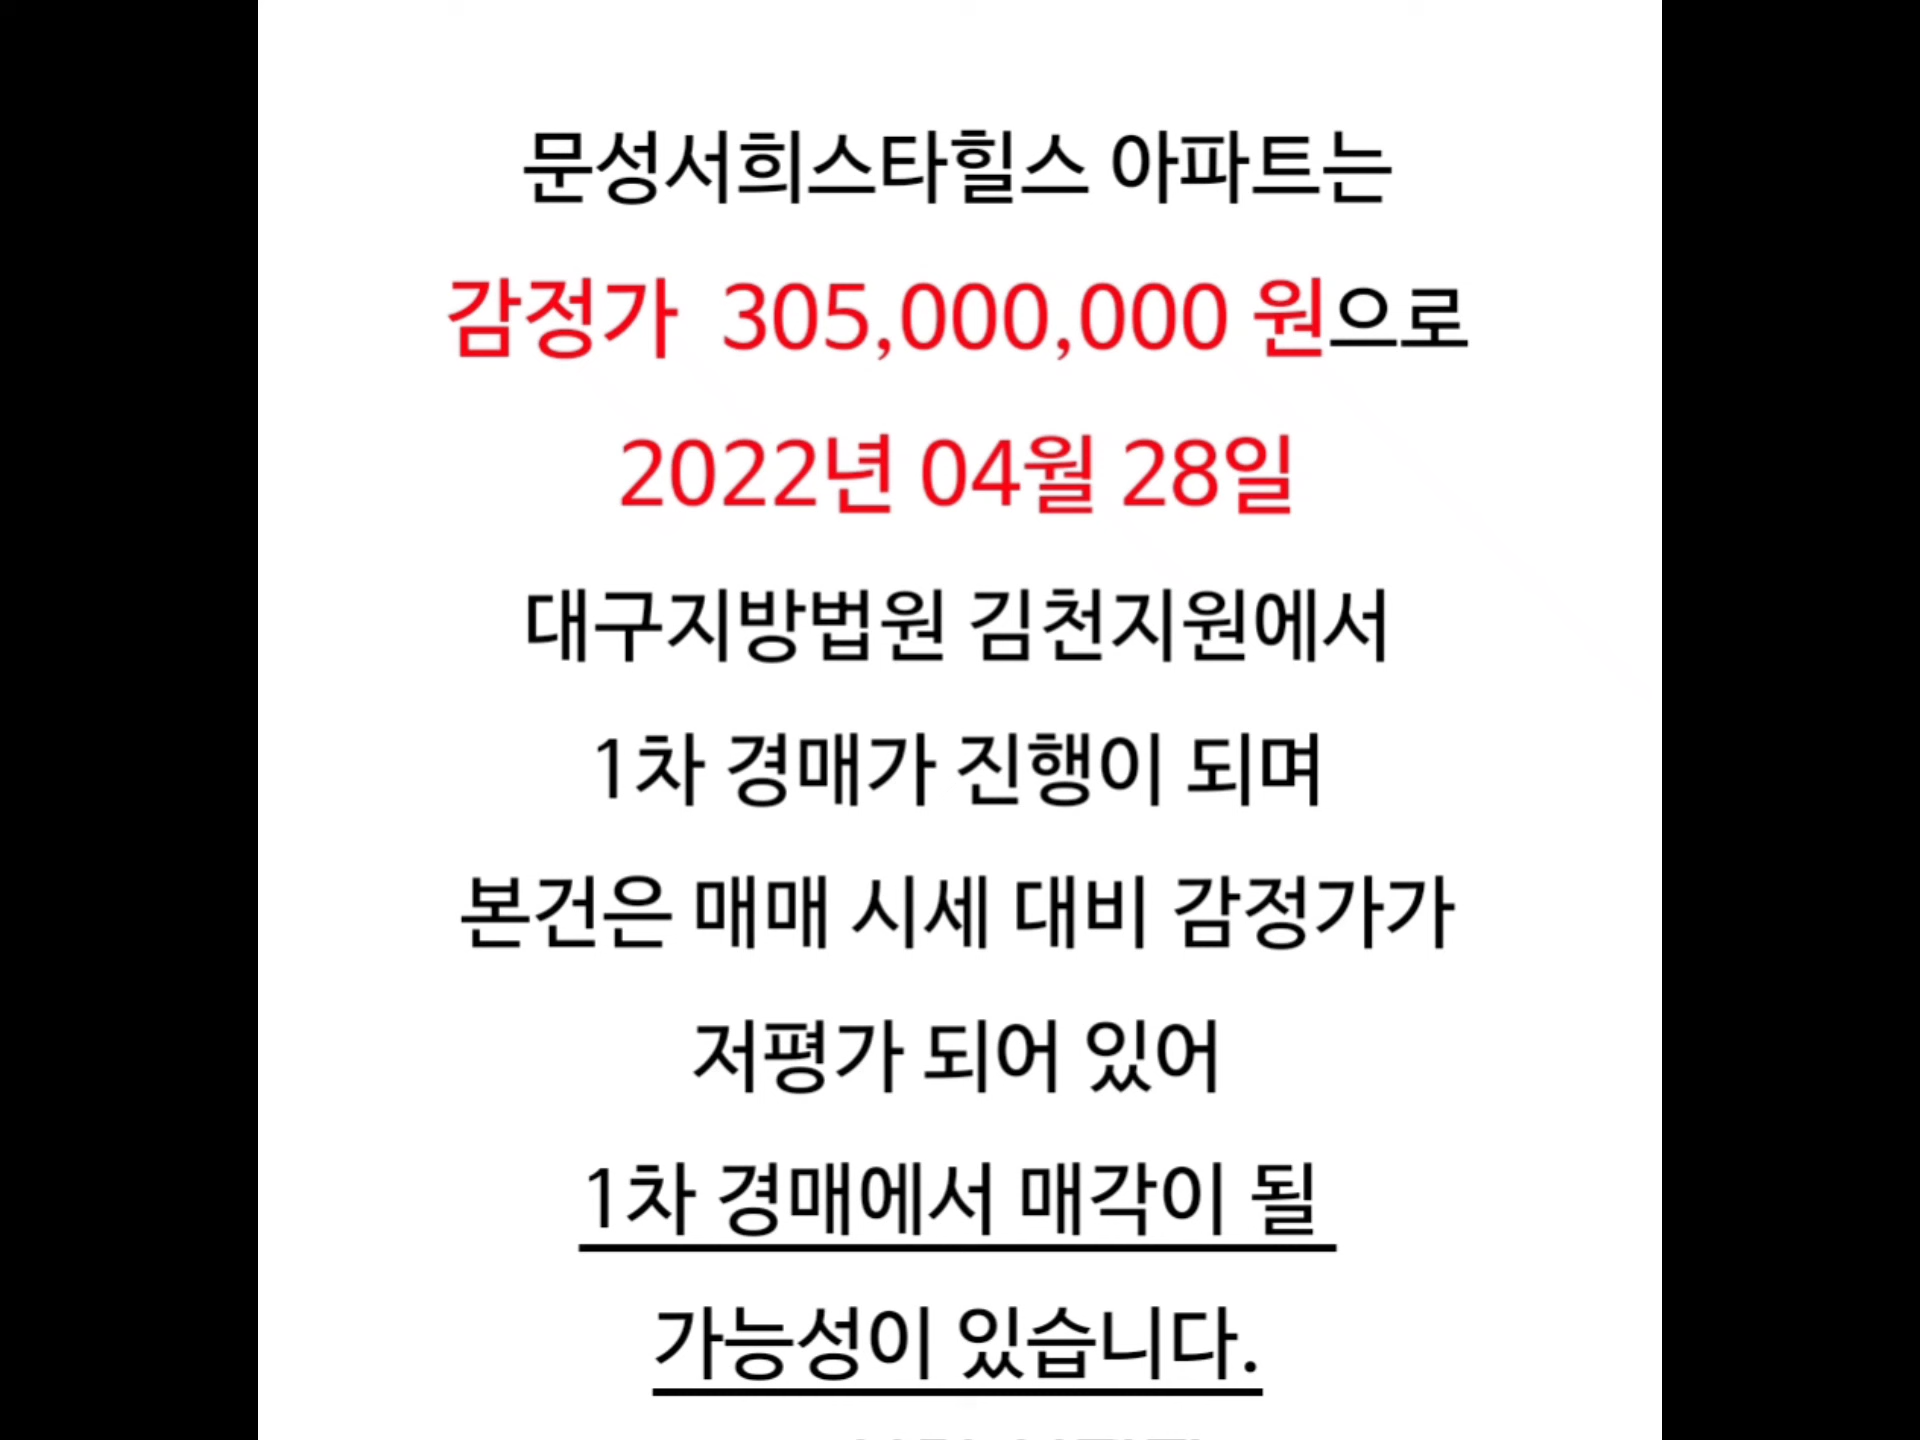 문성서희스타힐스 아파트는
감정가 305,000,000 원으로
2022년 04월 28일
대구지방법원 김천지원에서
1차 경매가 진행이 되며
본건은 매매 시세 대비 감정가가
저평가 되어 있어
1차 경매에서 매각이 될
가능성이 있습니다.